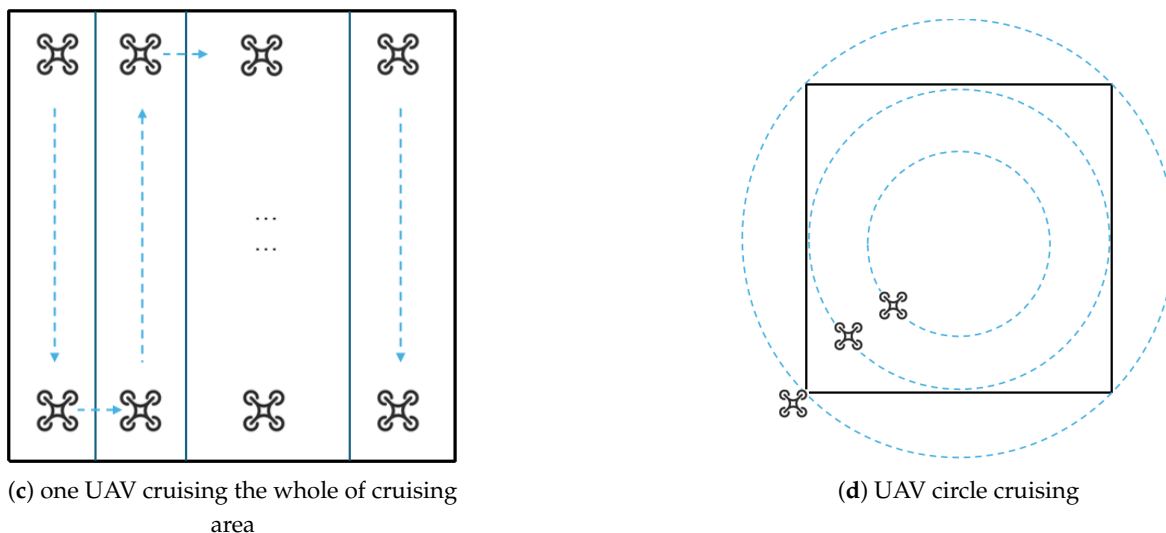 ...
...
(c) one UAV cruising the whole of cruising
area
(d) UAV circle cruising